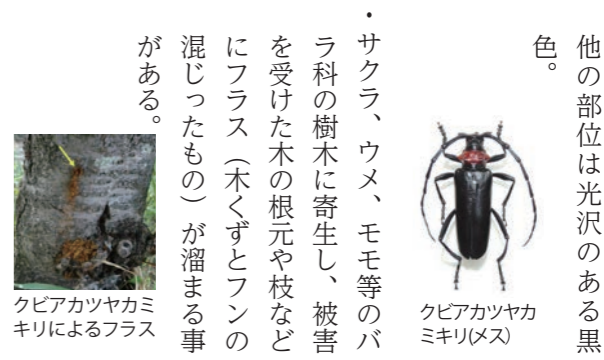 他の部位は光沢のある黒
色。
クビアカツヤカ
ミキリ(メス)
・サクラ、ウメ、モモ等のバ
ラ科の樹木に寄生し、被害
を受けた木の根元や枝など
にフラス（木くずとフンの
混じったもの）が溜まる事
がある。
クビアカツヤカミ
キリによるフラス